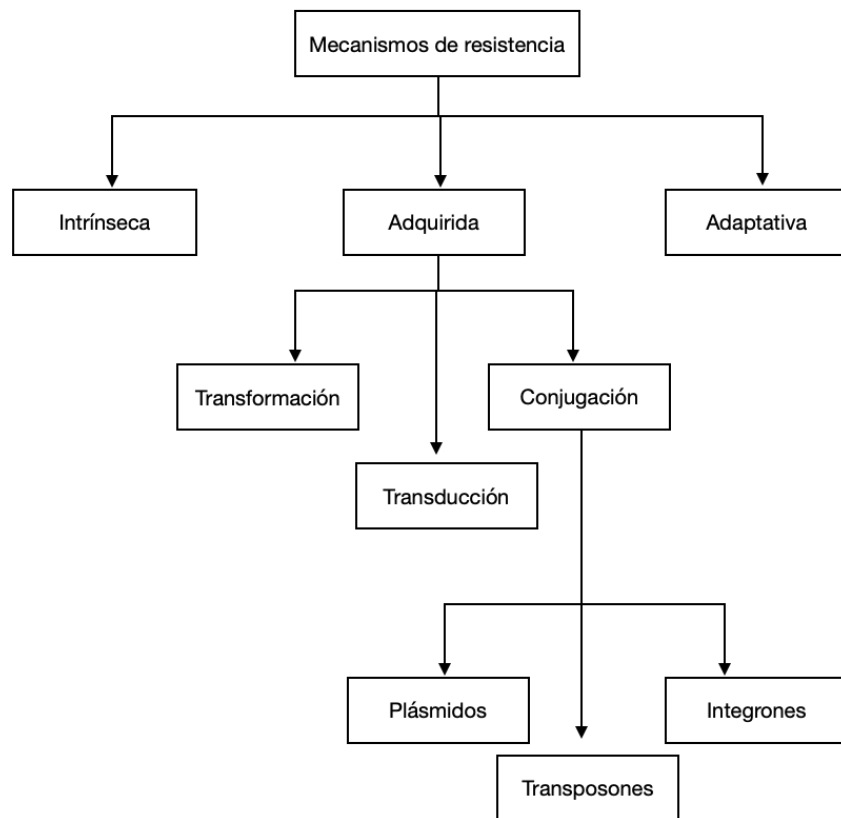 Mecanismos de resistencia
Intrínseca
Adquirida
Adaptativa
Transformación
Conjugación
Transducción
Plásmidos
Integrones
Transposones